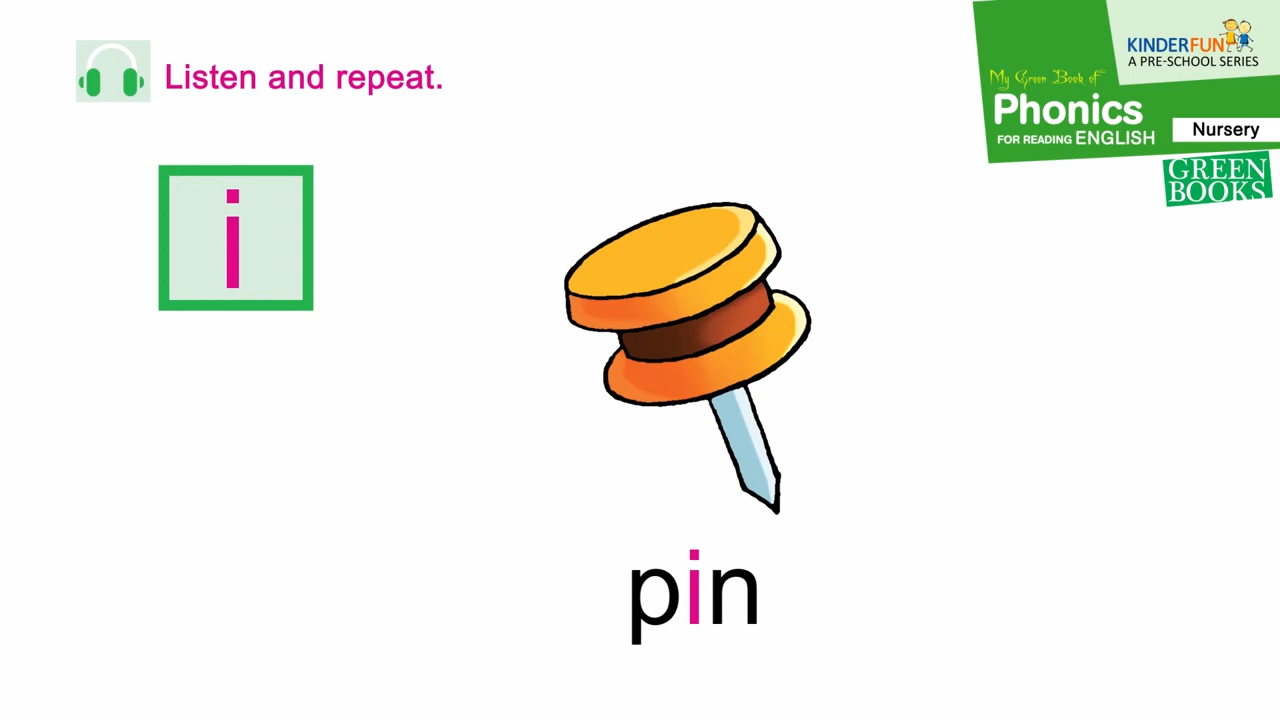 Listen and repeat.
KINDERFUN
A PRE-SCHOOL SERIES
My Green Book of
Phonics
FOR READING ENGLISH
Nursery
GREEN
BOOKS
i
pin